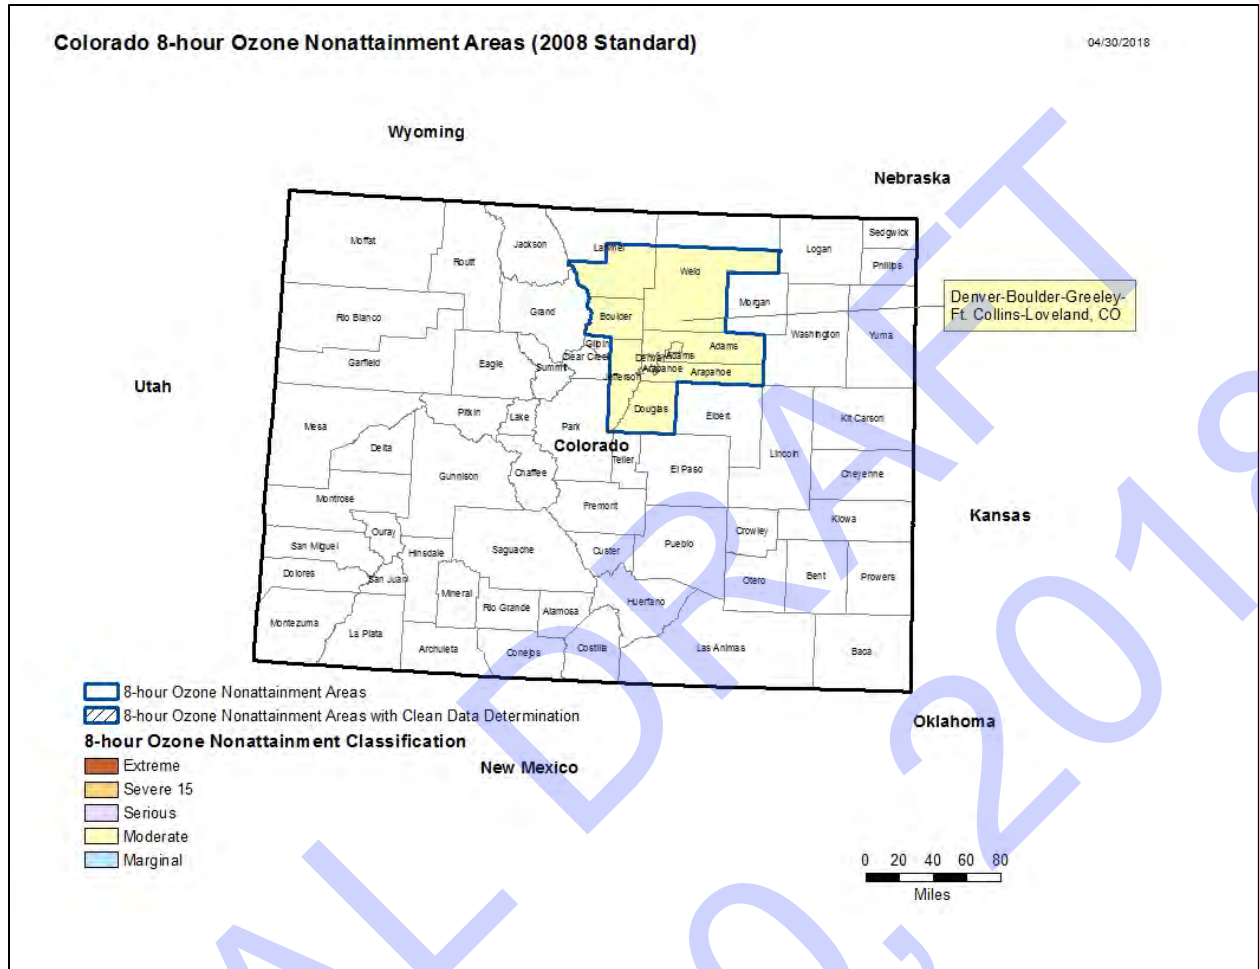 Colorado 8-hour Ozone Nonattainment Areas (2008 Standard)
04/30/2018
Wyoming
Nebraska
Sedgwick
Logan
Moffat
Jackson
Larimer
Routt
Phillips
Weld
Morgan
Denver-Boulder-Greeley-
Ft. Collins-Loveland, CO
Grand
Rio Blanco
Boulder
Washington
Yuma
Gilpin
Adams
Clear Creek
Denver
Adams
Garfield
Eagle
Summit
Arapahoe
Arapahoe
Jefferson
Utah
Douglas
Elbert
Pitkin
Lake
Kit Carson
Mesa
Park
Colorado
Delta
Teller
Lincoln
Gunnison
Chaffee
El Paso
Cheyenne
Montrose
Fremont
Kansas
Kiowa
Ouray
Crowley
San Miguel
Hinsdale
Saguache
Custer
Pueblo
Dolores
San Juan
Otero
Bent
Prowers
Mineral
Rio Grande
Alamosa
Huerfano
Montezuma
La Plata
Archuleta
Conejos
Costilla
Las Animas
Baca
8-hour Ozone Nonattainment Areas
8-hour Ozone Nonattainment Areas with Clean Data Determination
Oklahoma
8-hour Ozone Nonattainment Classification
New Mexico
Extreme
Severe 15
Serious
Moderate
Marginal
0 20 40 60 80
Miles
DRAFT